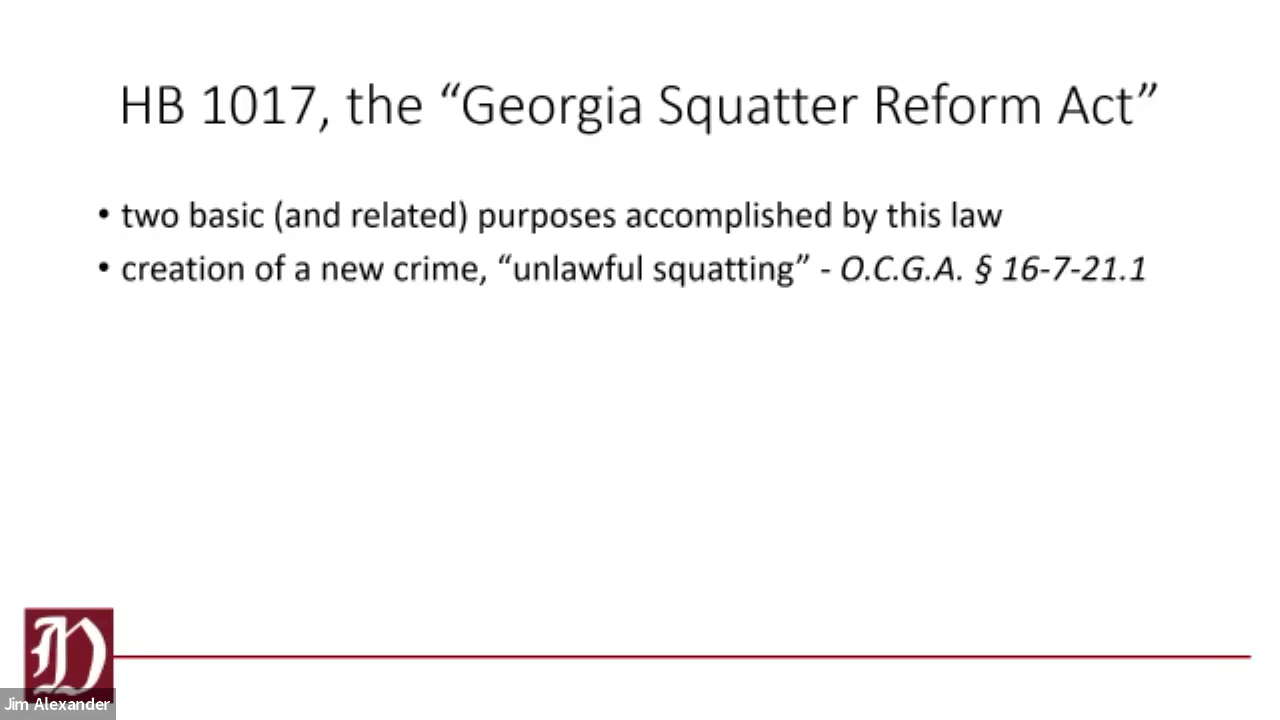 HB 1017, the “Georgia Squatter Reform Act”
• two basic (and related) purposes accomplished by this law
• creation of a new crime, “unlawful squatting” - O.C.G.A. § 16-7-21.1
D
Jim Alexander